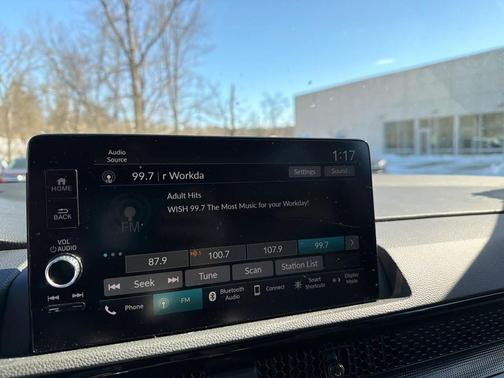 Audio
Source
1:17
99.7 | r Workda
Settings
Sound
HOME
BACK
VOL
AUDIO
Adult Hits
WISH 99.7 The Most Music for your Workday!
FM
87.9
100.7
107.9
99.7
Seek
Tune
Scan
Station List
Phone
FM
Bluetooth
Audio
Connect
Smart
Shortcuts
Display
Mode